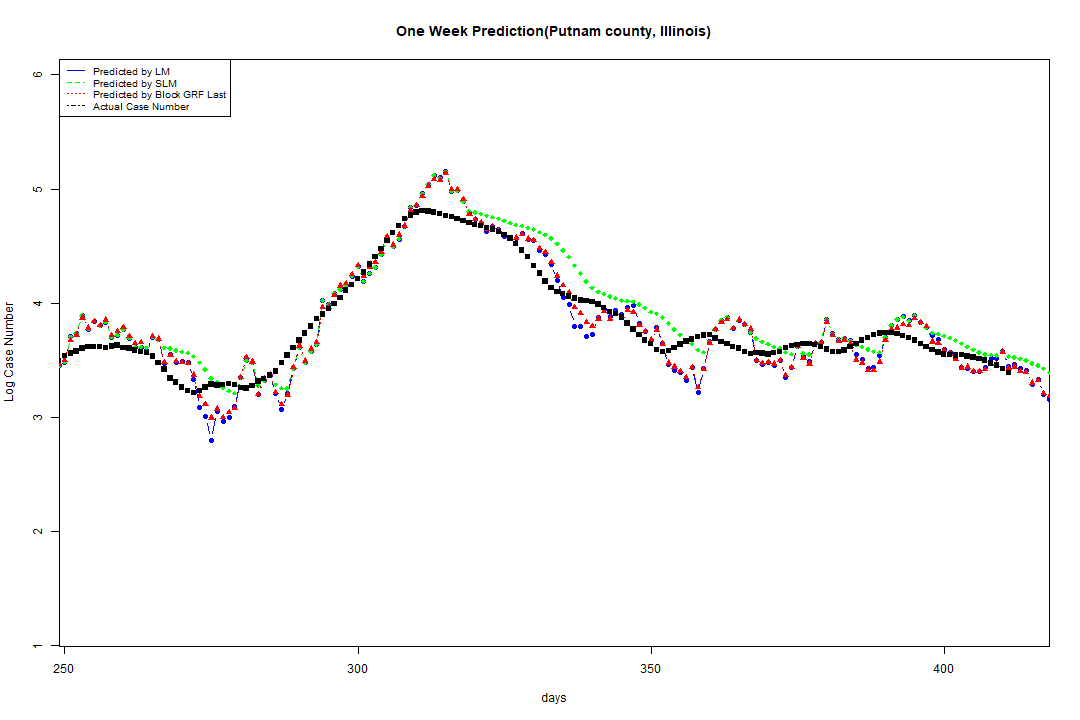 One Week Prediction(Putnam county, Illinois)
Predicted by LM
Predicted by SLM
Predicted by Block GRF Last
Actual Case Number
6
5
4
3
2
1
Log Case Number
250 300 350 400
days